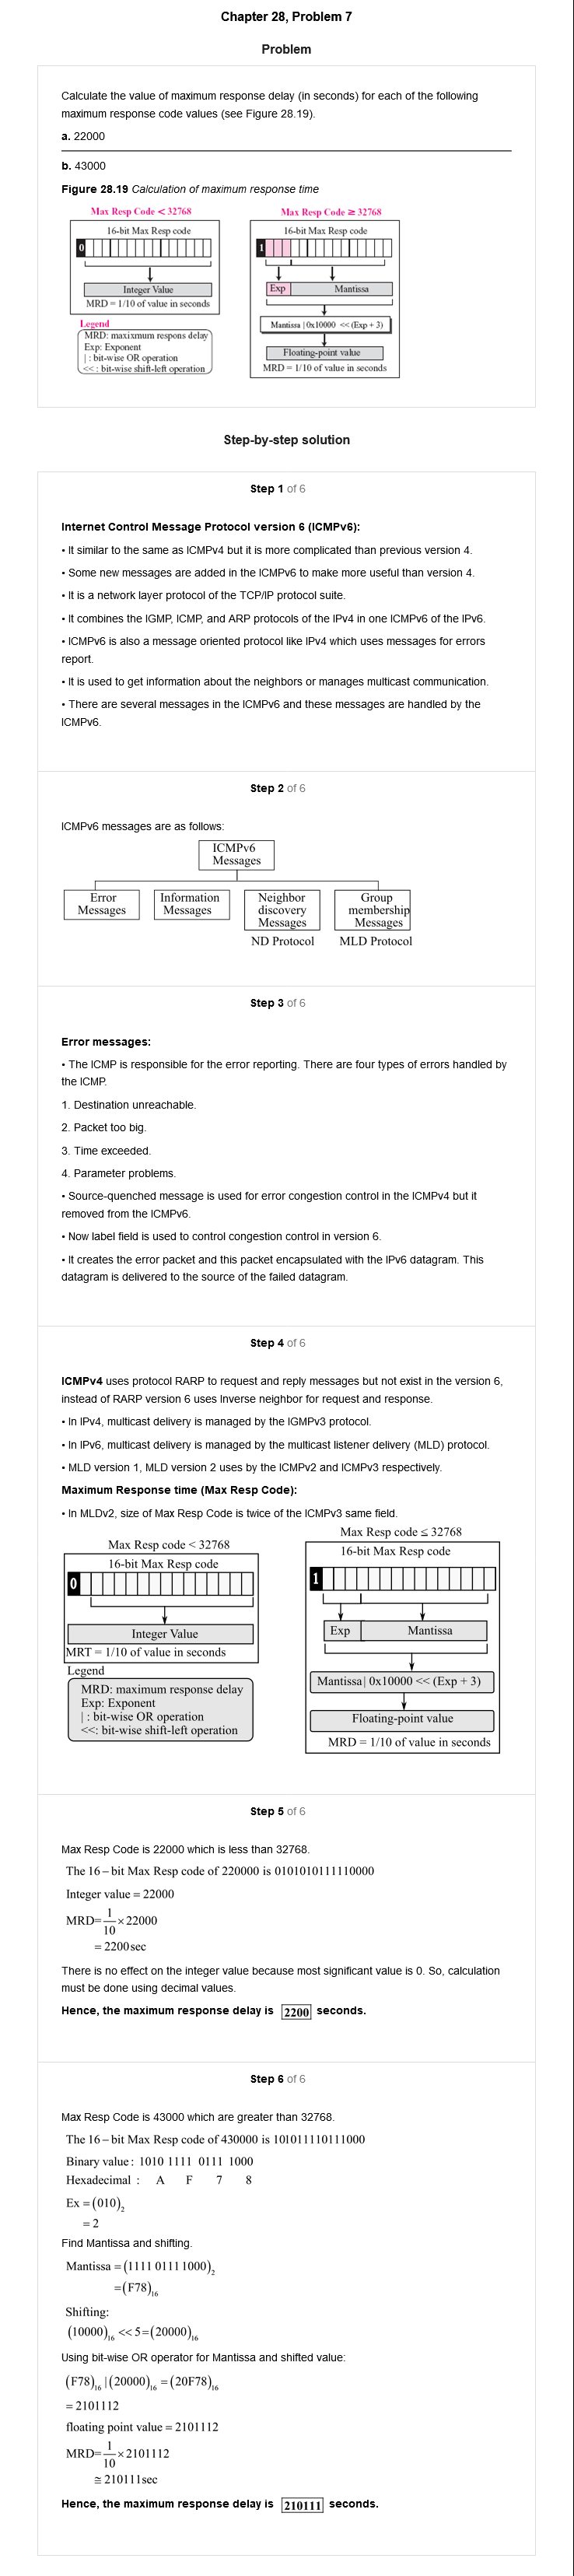 Chapter 28, Problem 7
Problem
Calculate the value of maximum response delay (in seconds) for each of the following
maximum response code values (see Figure 28.19).
a. 22000
b. 43000
Figure 28.19 Calculation of maximum response time
Max Resp Code < 32768
16-bit Max Resp code
0
Integer Value
MRD = 1/10 of value in seconds
Legend
MRD: maixmum respons delay
Exp: Exponent
| : bit-wise OR operation
<< : bit-wise shift-left operation
Max Resp Code ≥ 32768
16-bit Max Resp code
1
Exp Mantissa
Mantissa | 0x10000 << (Exp + 3)
Floating-point value
MRD = 1/10 of value in seconds
Step-by-step solution
Step 1 of 6
Internet Control Message Protocol version 6 (ICMPv6):
• It similar to the same as ICMPv4 but it is more complicated than previous version 4.
• Some new messages are added in the ICMPv6 to make more useful than version 4.
• It is a network layer protocol of the TCP/IP protocol suite.
• It combines the IGMP, ICMP, and ARP protocols of the IPv4 in one ICMPv6 of the IPv6.
• ICMPv6 is also a message oriented protocol like IPv4 which uses messages for errors
report.
• It is used to get information about the neighbors or manages multicast communication.
• There are several messages in the ICMPv6 and these messages are handled by the
ICMPv6.
Step 2 of 6
ICMPv6 messages are as follows:
ICMPv6
Messages
Error
Messages
Information
Messages
Neighbor
discovery
Messages
ND Protocol
Group
membership
Messages
MLD Protocol
Step 3 of 6
Error messages:
• The ICMP is responsible for the error reporting. There are four types of errors handled by
the ICMP.
1. Destination unreachable.
2. Packet too big.
3. Time exceeded.
4. Parameter problems.
• Source-quenched message is used for error congestion control in the ICMPv4 but it
removed from the ICMPv6.
• Now label field is used to control congestion control in version 6.
• It creates the error packet and this packet encapsulated with the IPv6 datagram. This
datagram is delivered to the source of the failed datagram.
Step 4 of 6
ICMPv4 uses protocol RARP to request and reply messages but not exist in the version 6,
instead of RARP version 6 uses Inverse neighbor for request and response.
• In IPv4, multicast delivery is managed by the IGMPv3 protocol.
• In IPv6, multicast delivery is managed by the multicast listener delivery (MLD) protocol.
• MLD version 1, MLD version 2 uses by the ICMPv2 and ICMPv3 respectively.
Maximum Response time (Max Resp Code):
• In MLDv2, size of Max Resp Code is twice of the ICMPv3 same field.
Max Resp code < 32768
16-bit Max Resp code
0
Integer Value
MRT = 1/10 of value in seconds
Legend
MRD: maximum response delay
Exp: Exponent
| : bit-wise OR operation
<<: bit-wise shift-left operation
Max Resp code ≤ 32768
16-bit Max Resp code
1
Exp Mantissa
Mantissa | 0x10000 << (Exp + 3)
Floating-point value
MRD = 1/10 of value in seconds
Step 5 of 6
Max Resp Code is 22000 which is less than 32768.
The 16 – bit Max Resp code of 220000 is 0101010111110000
Integer value = 22000
MRD= 1/10 × 22000
= 2200 sec
There is no effect on the integer value because most significant value is 0. So, calculation
must be done using decimal values.
Hence, the maximum response delay is 2200 seconds.
Step 6 of 6
Max Resp Code is 43000 which are greater than 32768.
The 16 – bit Max Resp code of 430000 is 101011110111000
Binary value : 1010 1111 0111 1000
Hexadecimal : A F 7 8
Ex = (010)₂
= 2
Find Mantissa and shifting.
Mantissa = (1111 0111 1000)₂
= (F78)₁₆
Shifting:
(10000)₁₆ << 5 = (20000)₁₆
Using bit-wise OR operator for Mantissa and shifted value:
(F78)₁₆ | (20000)₁₆ = (20F78)₁₆
= 2101112
floating point value = 2101112
MRD= 1/10 × 2101112
≅ 210111 sec
Hence, the maximum response delay is 210111 seconds.